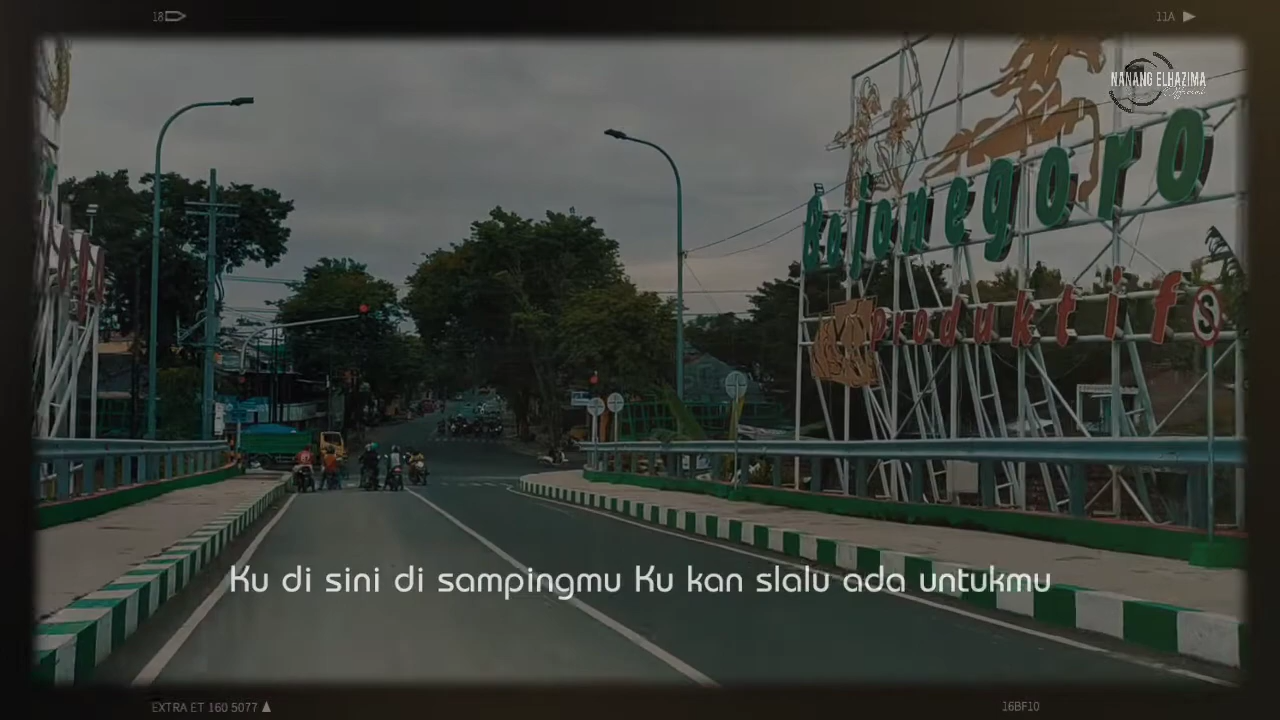 18
11A
NANANG ELHAZIMA
Official
Bojonegoro
produktif
S
Ku di sini di sampingmu Ku kan slalu ada untukmu
EXTRA ET 160 5077
16BF10